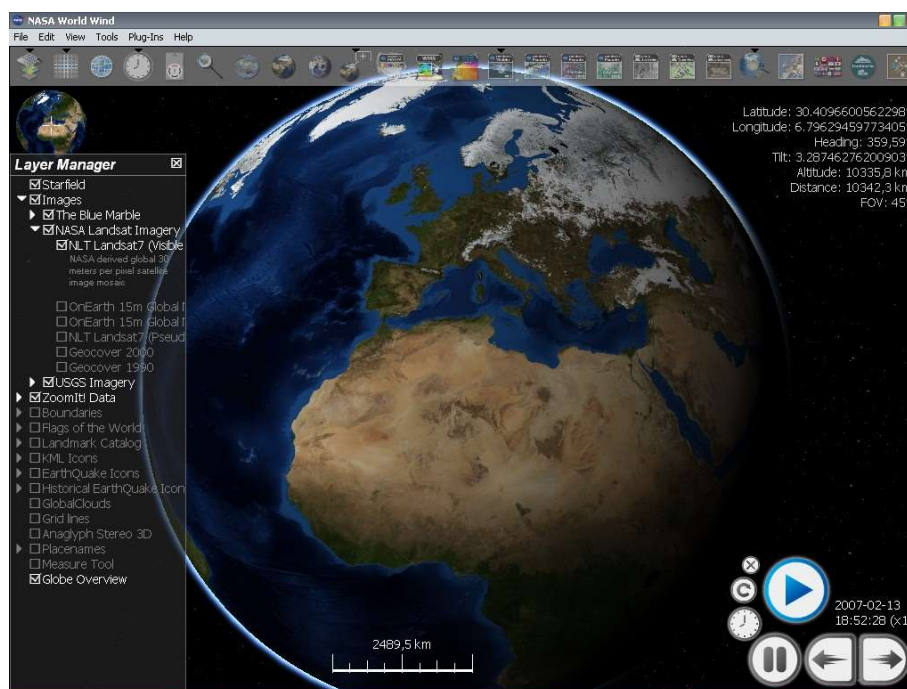 NASA World Wind
File Edit View Tools Plug-Ins Help
Latitude: 30.4096600562298°
Longitude: 6.79629459773405°
Heading: 359,59°
Tilt: 3.28746276200903°
Altitude: 10335,8 km
Distance: 10342,3 km
FOV: 45°
Layer Manager
Starfield
Images
The Blue Marble
NASA Landsat Imagery
NLT Landsat7 (Visible
NASA derived global 30
meters per pixel satellite
image mosaic
OnEarth 15m Global
OnEarth 15m Global
NLT Landsat7 (Pseud
Geocover 2000
Geocover 1990
USGS Imagery
ZoomIt! Data
Boundaries
Flags of the World
Landmark Catalog
KML Icons
EarthQuake Icons
Historical EarthQuake Icon
GlobalClouds
Grid lines
Anaglyph Stereo 3D
Placenames
Measure Tool
Globe Overview
2489,5 km
2007-02-13
18:52:28 (x1